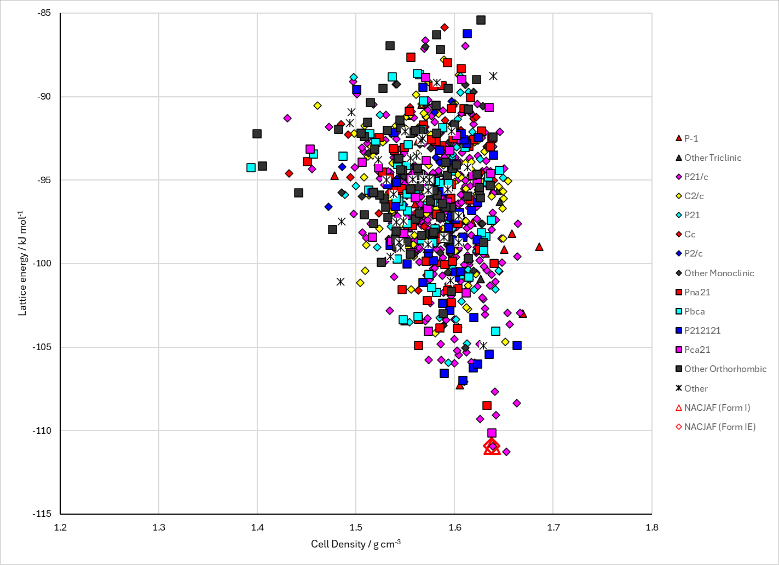 -85
-90
-95
-100
-105
-110
-115
1.2 1.3 1.4 1.5 1.6 1.7 1.8
Lattice energy / kJ mol⁻¹
Cell Density / g cm⁻³
P-1
Other Triclinic
P21/c
C2/c
P21
Cc
P2/c
Other Monoclinic
Pna21
Pbca
P212121
Pca21
Other Orthorhombic
Other
NACJAF (Form I)
NACJAF (Form IE)